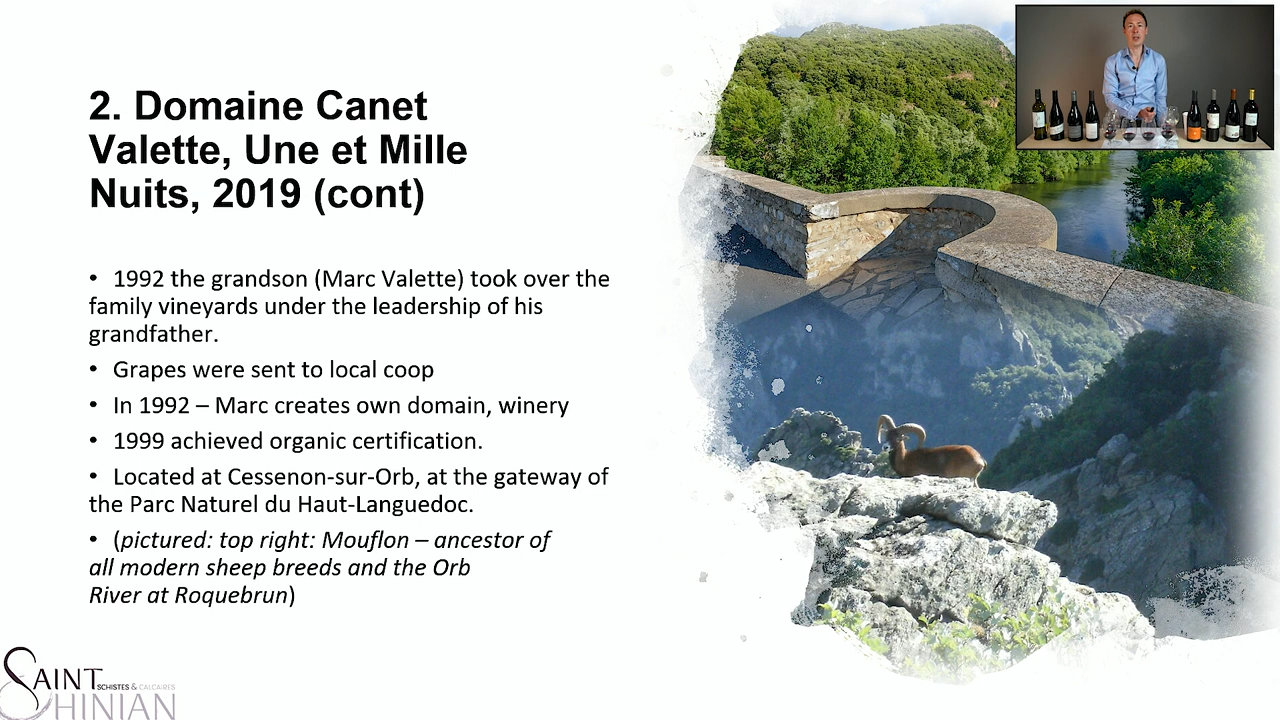 2. Domaine Canet
Valette, Une et Mille
Nuits, 2019 (cont)
• 1992 the grandson (Marc Valette) took over the
family vineyards under the leadership of his
grandfather.
• Grapes were sent to local coop
• In 1992 – Marc creates own domain, winery
• 1999 achieved organic certification.
• Located at Cessenon-sur-Orb, at the gateway of
the Parc Naturel du Haut-Languedoc.
• (pictured: top right: Mouflon – ancestor of
all modern sheep breeds and the Orb
River at Roquebrun)
SAINT
SCHISTES & CALCAIRES
CHINIAN